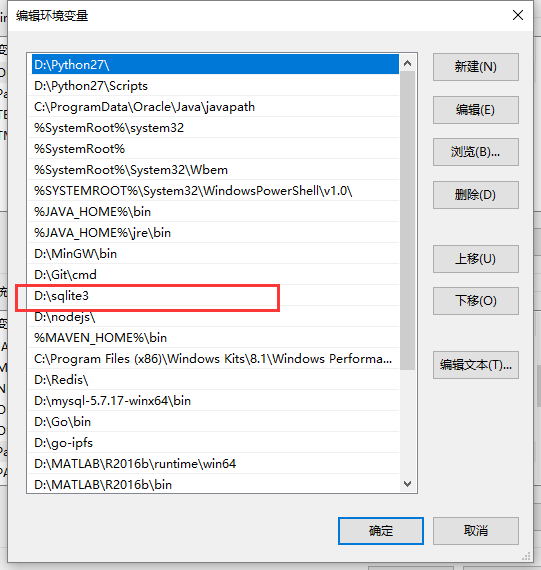 编辑环境变量
D:\Python27\
D:\Python27\Scripts
C:\ProgramData\Oracle\Java\javapath
%SystemRoot%\system32
%SystemRoot%
%SystemRoot%\System32\Wbem
%SYSTEMROOT%\System32\WindowsPowerShell\v1.0\
%JAVA_HOME%\bin
%JAVA_HOME%\jre\bin
D:\MinGW\bin
D:\Git\cmd
D:\sqlite3
D:\nodejs\
%MAVEN_HOME%\bin
C:\Program Files (x86)\Windows Kits\8.1\Windows Performa...
D:\Redis\
D:\mysql-5.7.17-winx64\bin
D:\Go\bin
D:\go-ipfs
D:\MATLAB\R2016b\runtime\win64
D:\MATLAB\R2016b\bin
新建(N)
编辑(E)
浏览(B)...
删除(D)
上移(U)
下移(O)
编辑文本(T)...
确定
取消